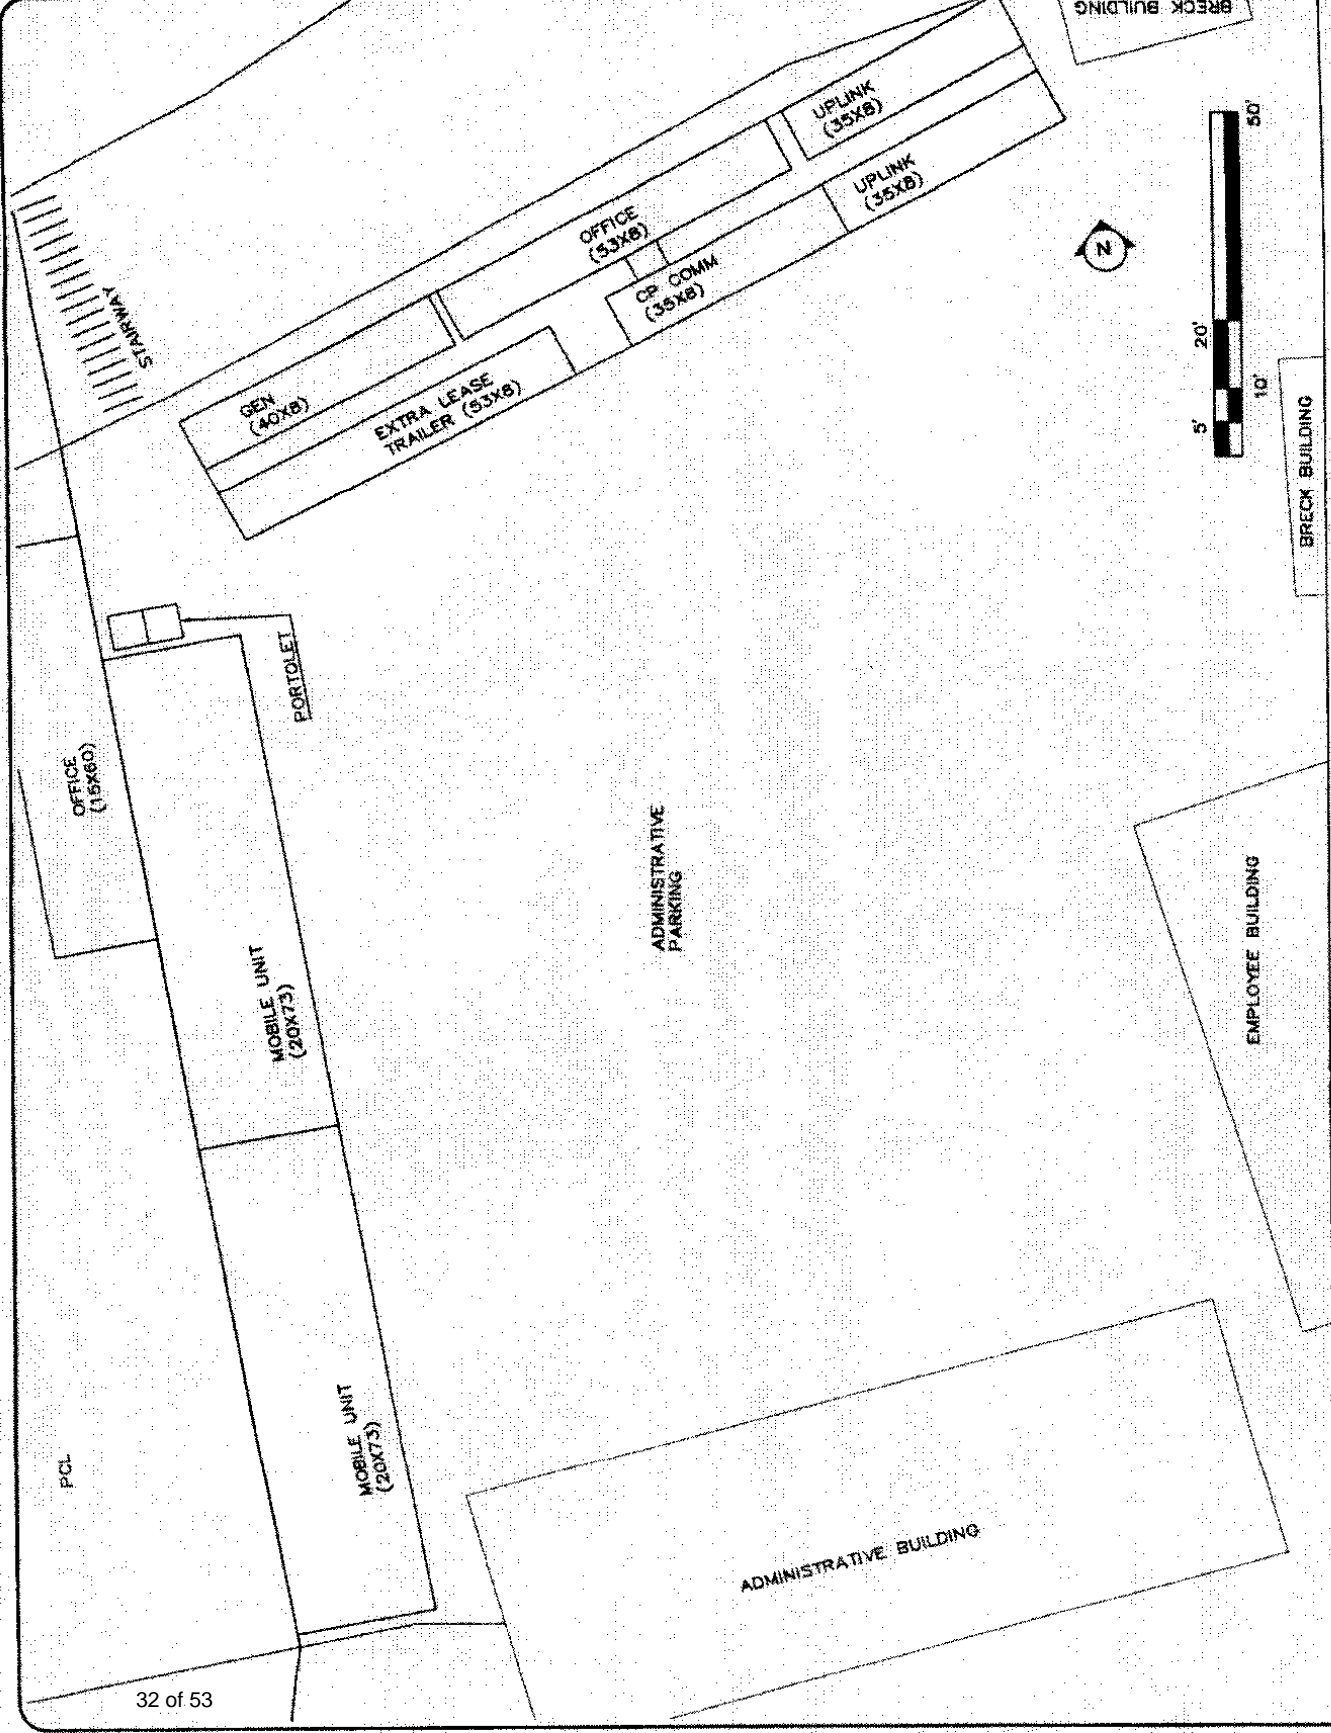 BRECK BUILDING
UPLINK
(35X8)
50'
UPLINK
(35X8)
OFFICE
(53X8)
N
CP COMM
(35X8)
STAIRWAY
20'
GEN
(40X8)
EXTRA LEASE
TRAILER (53X8)
10'
5'
BRECK BUILDING
PORTOLET
OFFICE
(15X60)
ADMINISTRATIVE
PARKING
EMPLOYEE BUILDING
MOBILE UNIT
(20X73)
MOBILE UNIT
(20X73)
PCL
ADMINISTRATIVE BUILDING
32 of 53